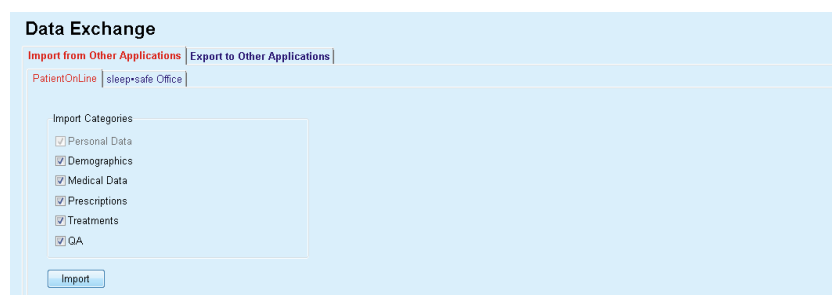 Data Exchange
Import from Other Applications Export to Other Applications
PatientOnLine sleep•safe Office
Import Categories
Personal Data
Demographics
Medical Data
Prescriptions
Treatments
QA
Import